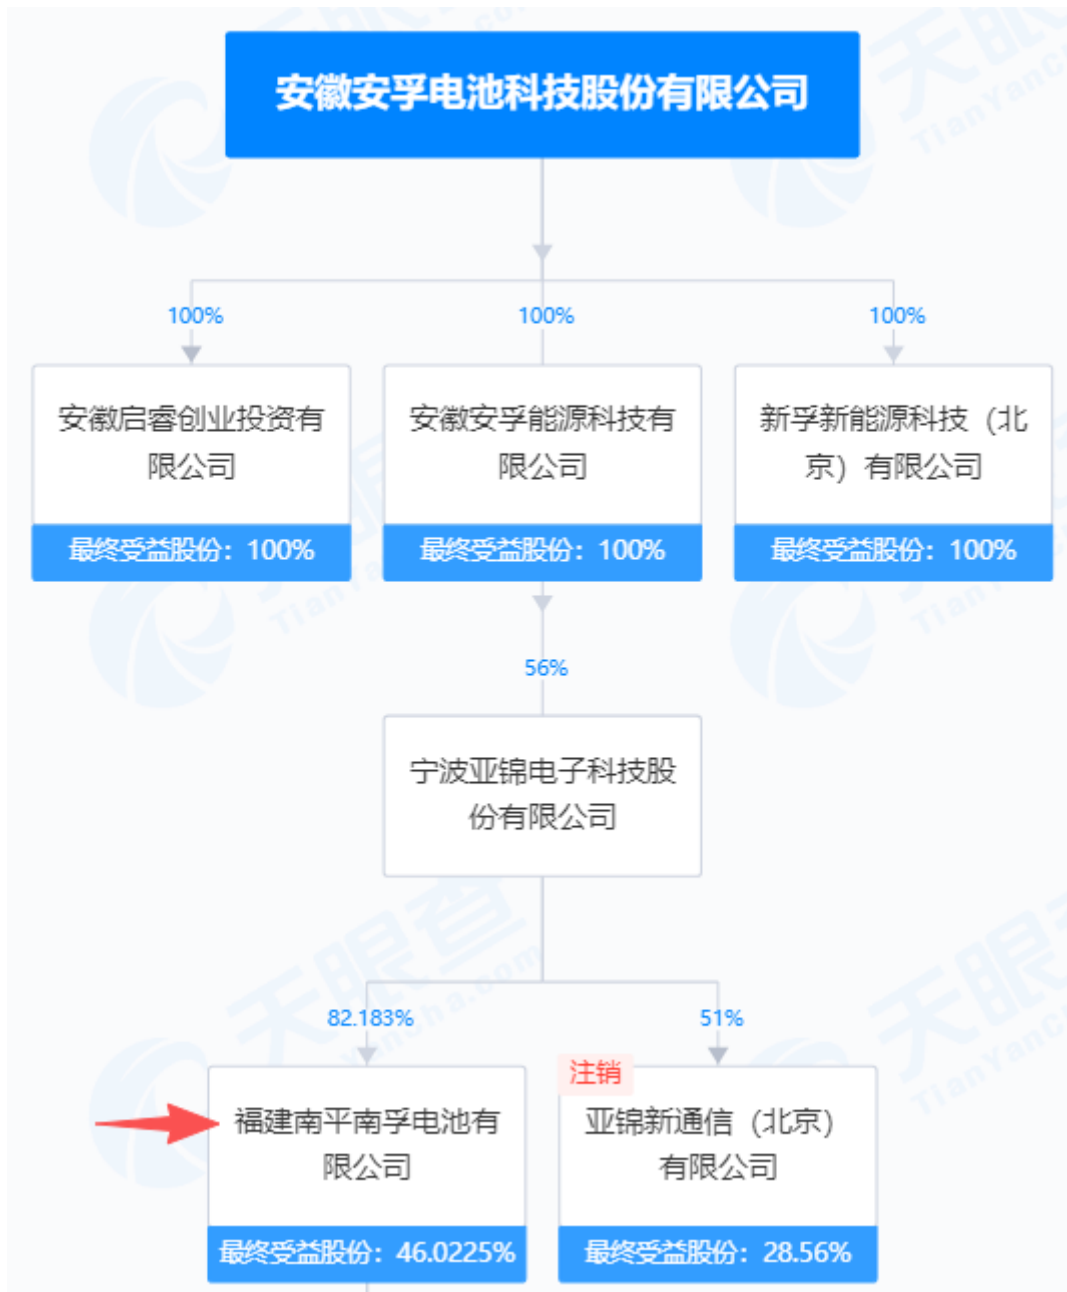 安徽安孚电池科技股份有限公司
100%
100%
100%
安徽启睿创业投资有
限公司
最终受益股份：100%
安徽安孚能源科技有
限公司
最终受益股份：100%
新孚新能源科技（北
京）有限公司
最终受益股份：100%
56%
宁波亚锦电子科技股
份有限公司
82.183%
51%
福建南平南孚电池有
限公司
最终受益股份：46.0225%
注销
亚锦新通信（北京）
有限公司
最终受益股份：28.56%
天眼查
TianYanCha.com